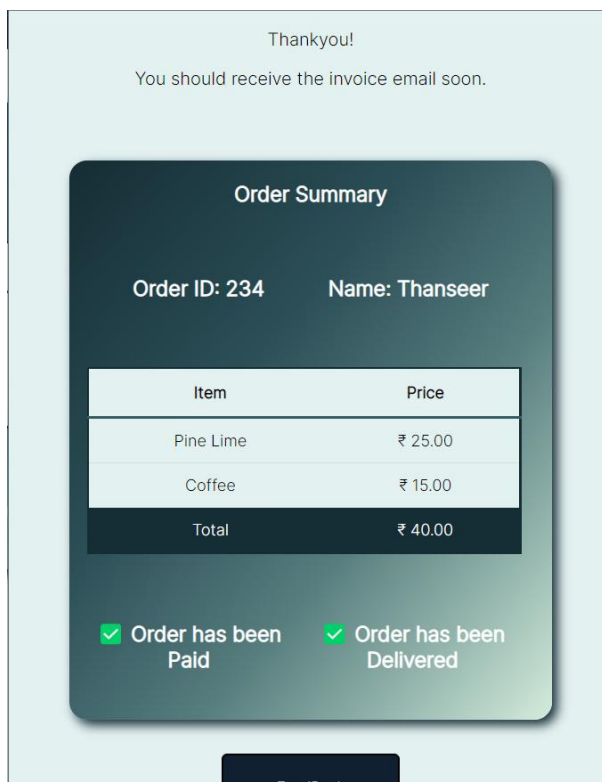 Thankyou!
You should receive the invoice email soon.
Order Summary
Order ID: 234 Name: Thanseer
Item Price
Pine Lime ₹ 25.00
Coffee ₹ 15.00
Total ₹ 40.00
Order has been Order has been
Paid Delivered